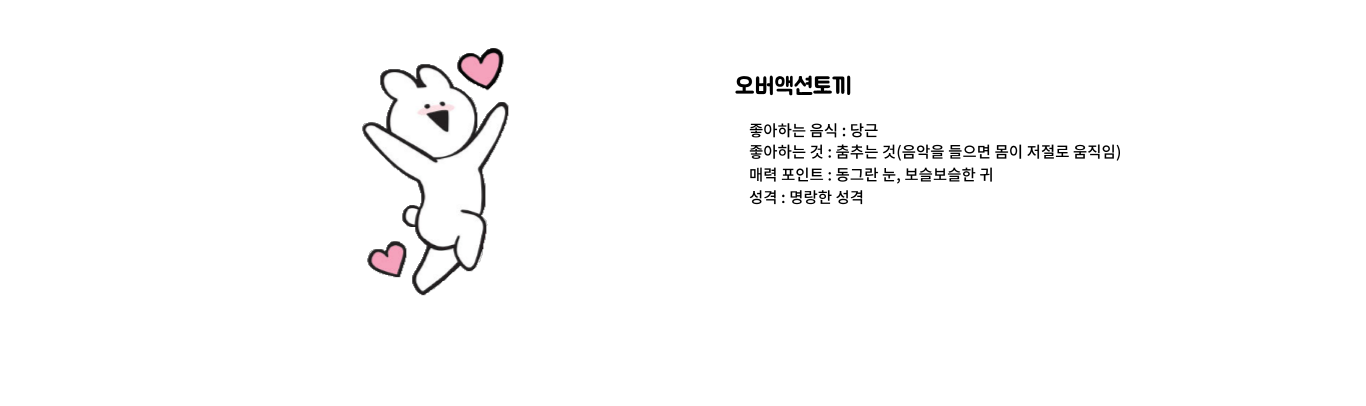 오버액션토끼
좋아하는 음식 : 당근
좋아하는 것 : 춤추는 것(음악을 들으면 몸이 저절로 움직임)
매력 포인트 : 동그란 눈, 보슬보슬한 귀
성격 : 명랑한 성격